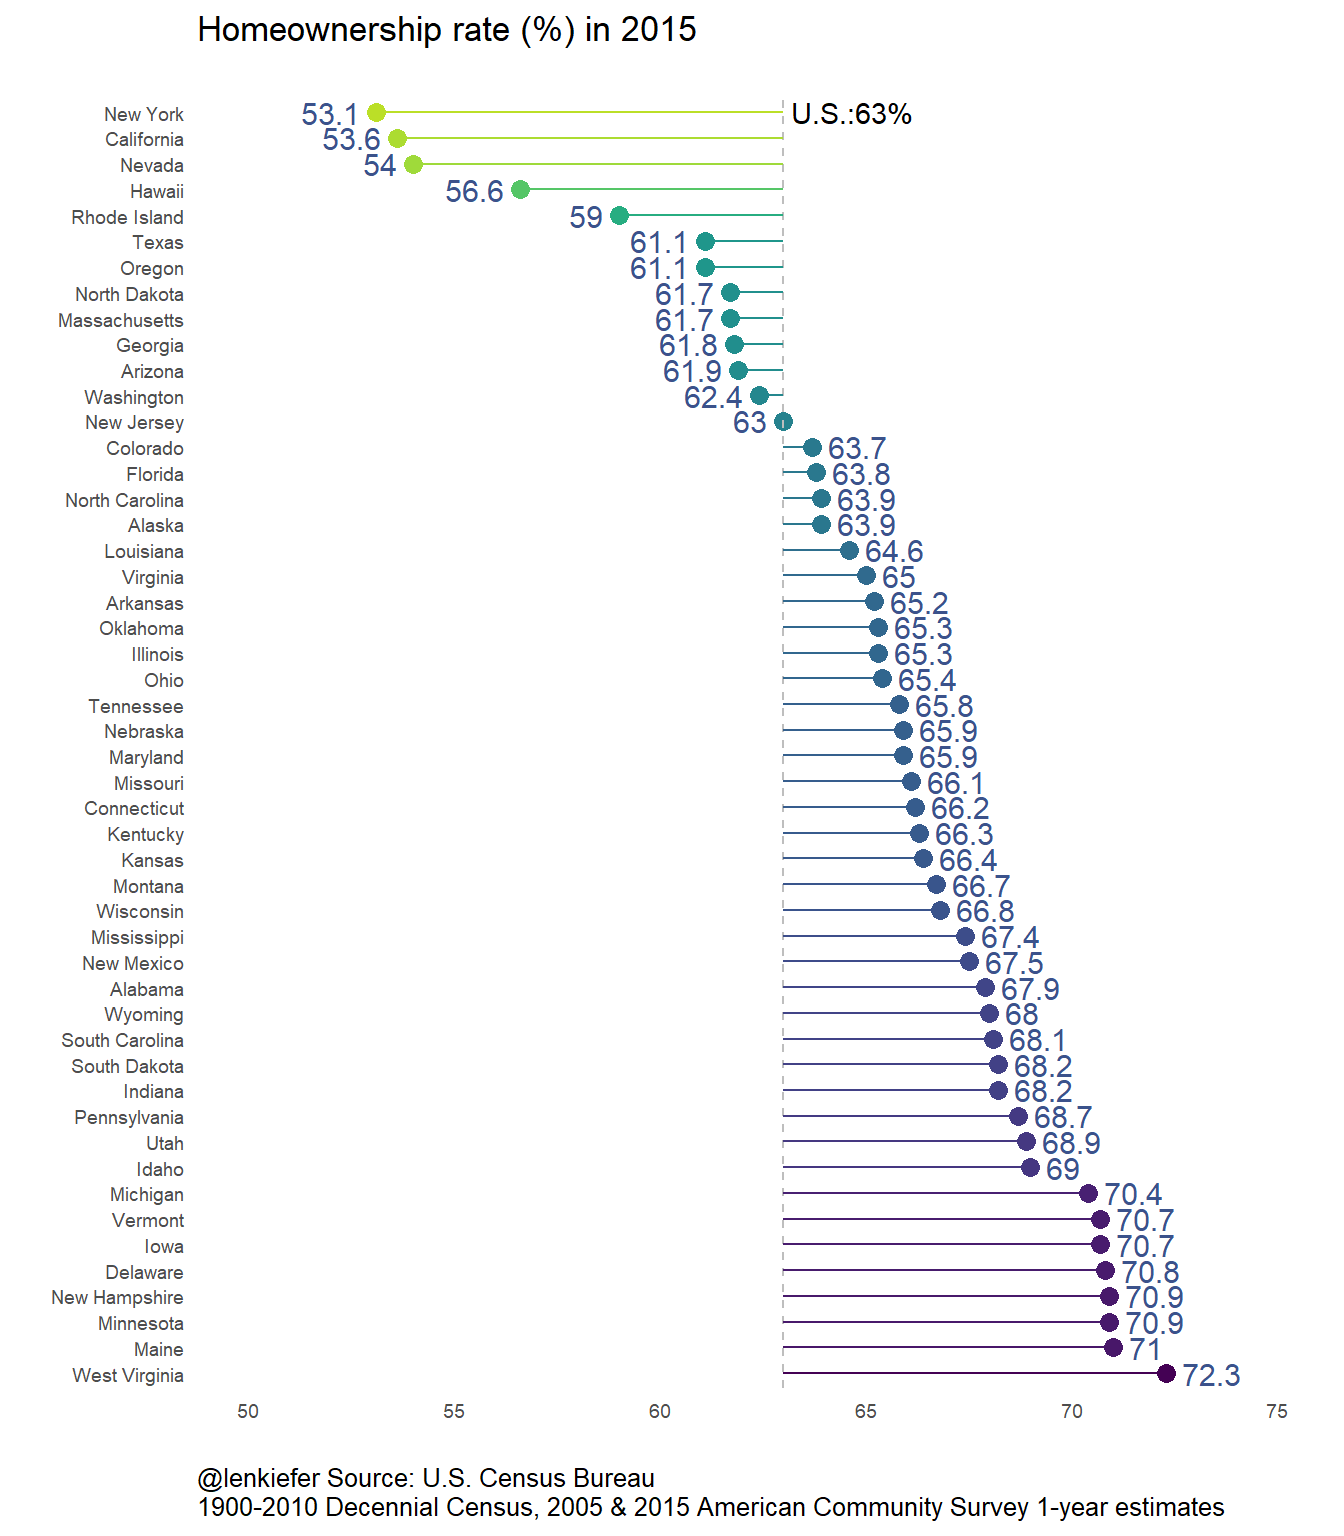 Homeownership rate (%) in 2015
New York 53.1 U.S.:63%
California 53.6
Nevada 54
Hawaii 56.6
Rhode Island 59
Texas 61.1
Oregon 61.1
North Dakota 61.7
Massachusetts 61.7
Georgia 61.8
Arizona 61.9
Washington 62.4
New Jersey 63
Colorado 63.7
Florida 63.8
North Carolina 63.9
Alaska 63.9
Louisiana 64.6
Virginia 65
Arkansas 65.2
Oklahoma 65.3
Illinois 65.3
Ohio 65.4
Tennessee 65.8
Nebraska 65.9
Maryland 65.9
Missouri 66.1
Connecticut 66.2
Kentucky 66.3
Kansas 66.4
Montana 66.7
Wisconsin 66.8
Mississippi 67.4
New Mexico 67.5
Alabama 67.9
Wyoming 68
South Carolina 68.1
South Dakota 68.2
Indiana 68.2
Pennsylvania 68.7
Utah 68.9
Idaho 69
Michigan 70.4
Vermont 70.7
Iowa 70.7
Delaware 70.8
New Hampshire 70.9
Minnesota 70.9
Maine 71
West Virginia 72.3
50 55 60 65 70 75
@lenkiefer Source: U.S. Census Bureau
1900-2010 Decennial Census, 2005 & 2015 American Community Survey 1-year estimates